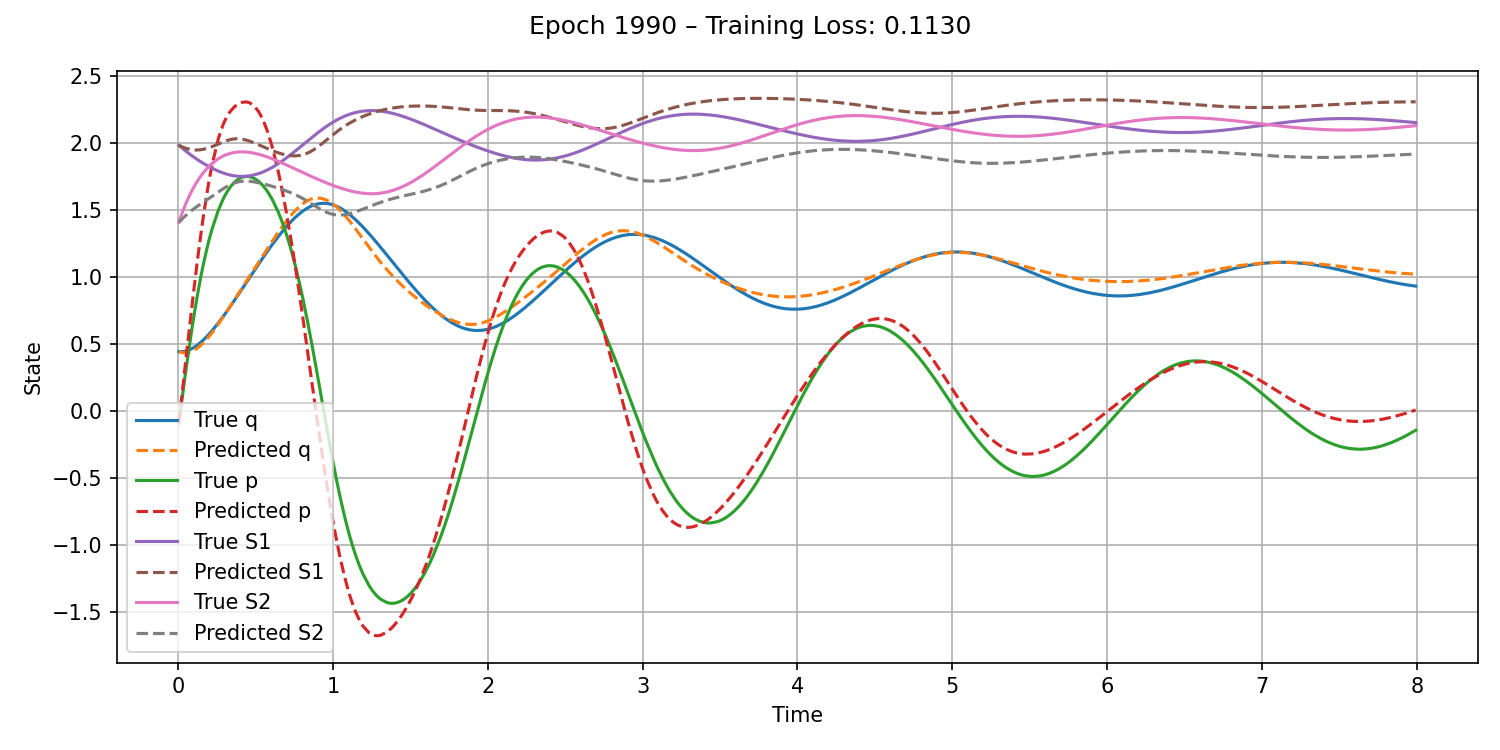 Epoch 1990 – Training Loss: 0.1130
2.5
2.0
1.5
1.0
0.5
0.0
−0.5
−1.0
−1.5
State
True q
Predicted q
True p
Predicted p
True S1
Predicted S1
True S2
Predicted S2
0 1 2 3 4 5 6 7 8
Time